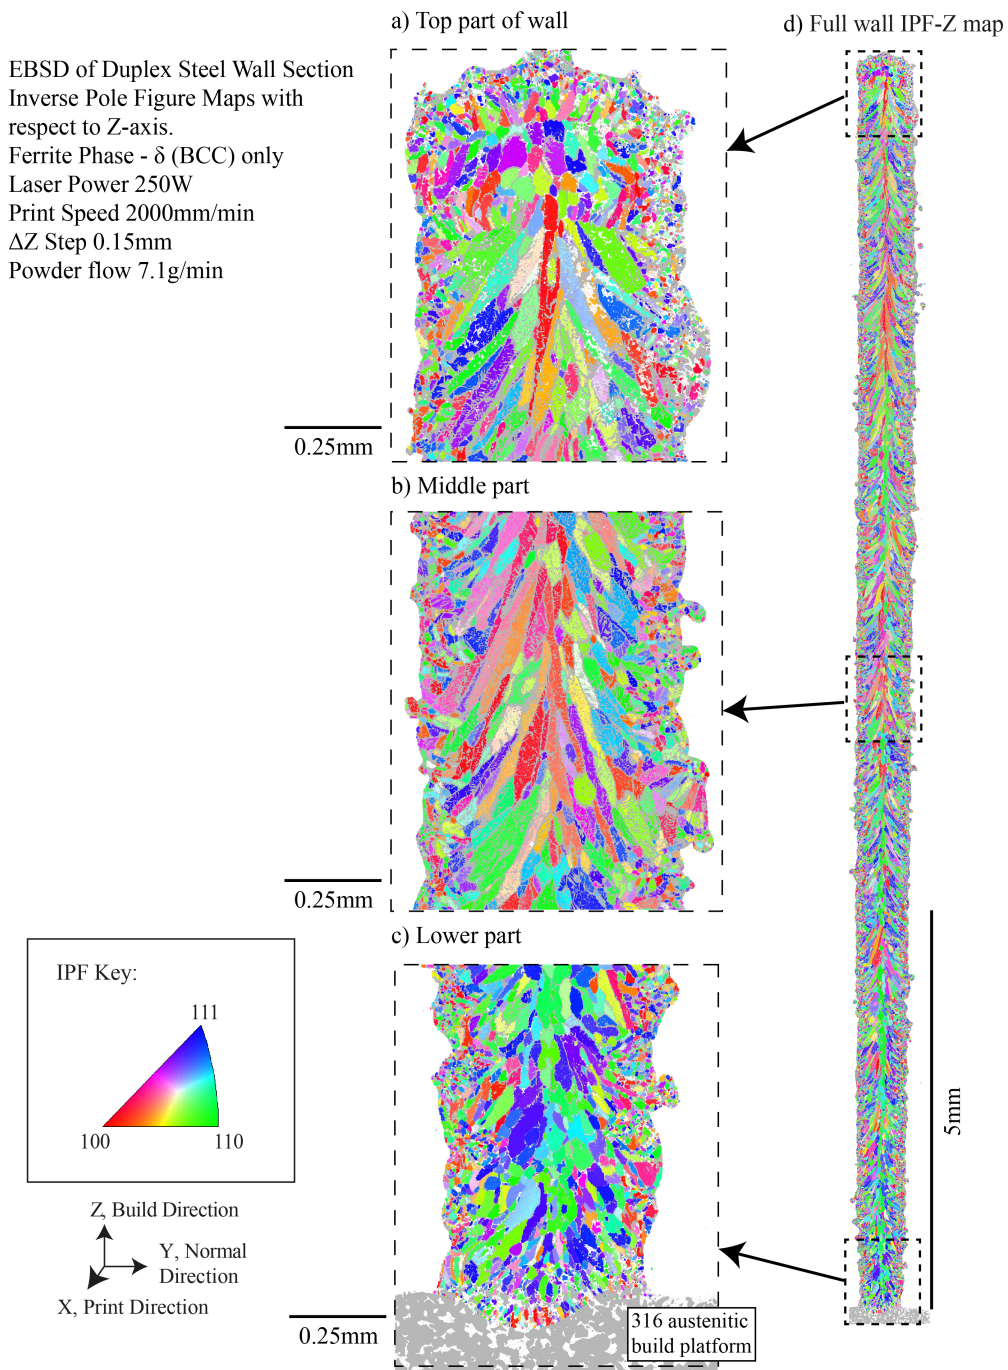 a) Top part of wall
d) Full wall IPF-Z map
EBSD of Duplex Steel Wall Section
Inverse Pole Figure Maps with
respect to Z-axis.
Ferrite Phase - δ (BCC) only
Laser Power 250W
Print Speed 2000mm/min
ΔZ Step 0.15mm
Powder flow 7.1g/min
0.25mm
b) Middle part
0.25mm
c) Lower part
IPF Key:
111
100
110
5mm
Z, Build Direction
Y, Normal
Direction
X, Print Direction
0.25mm
316 austenitic
build platform